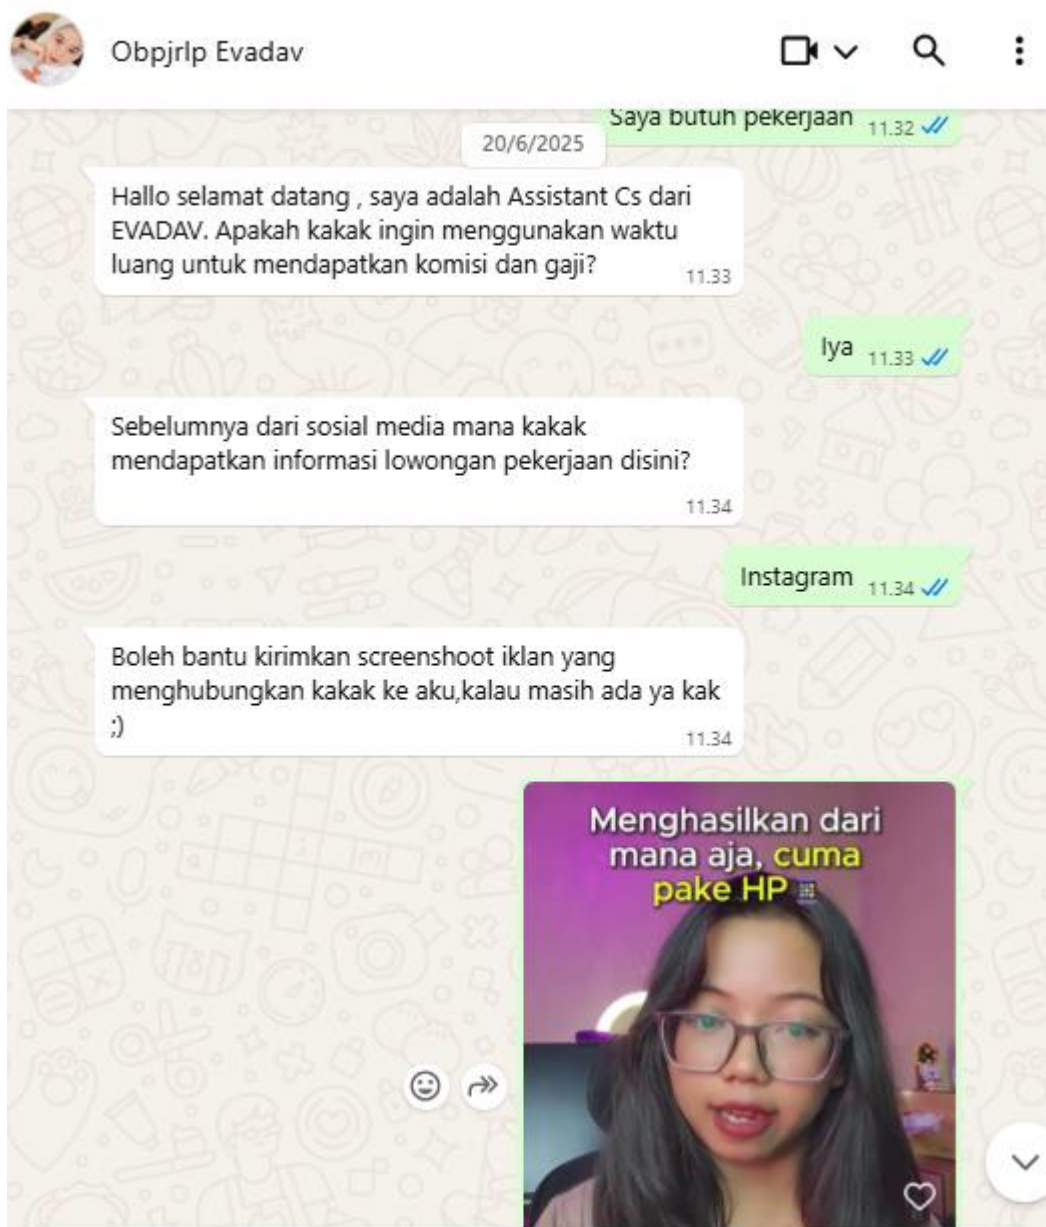 Obpjrlp Evadav
Saya butuh pekerjaan 11.32
20/6/2025
Hallo selamat datang , saya adalah Assistant Cs dari
EVADAV. Apakah kakak ingin menggunakan waktu
luang untuk mendapatkan komisi dan gaji?
11.33
Iya 11.33
Sebelumnya dari sosial media mana kakak
mendapatkan informasi lowongan pekerjaan disini?
11.34
Instagram 11.34
Boleh bantu kirimkan screenshoot iklan yang
menghubungkan kakak ke aku,kalau masih ada ya kak
;)
11.34
Menghasilkan dari
mana aja, cuma
pake HP